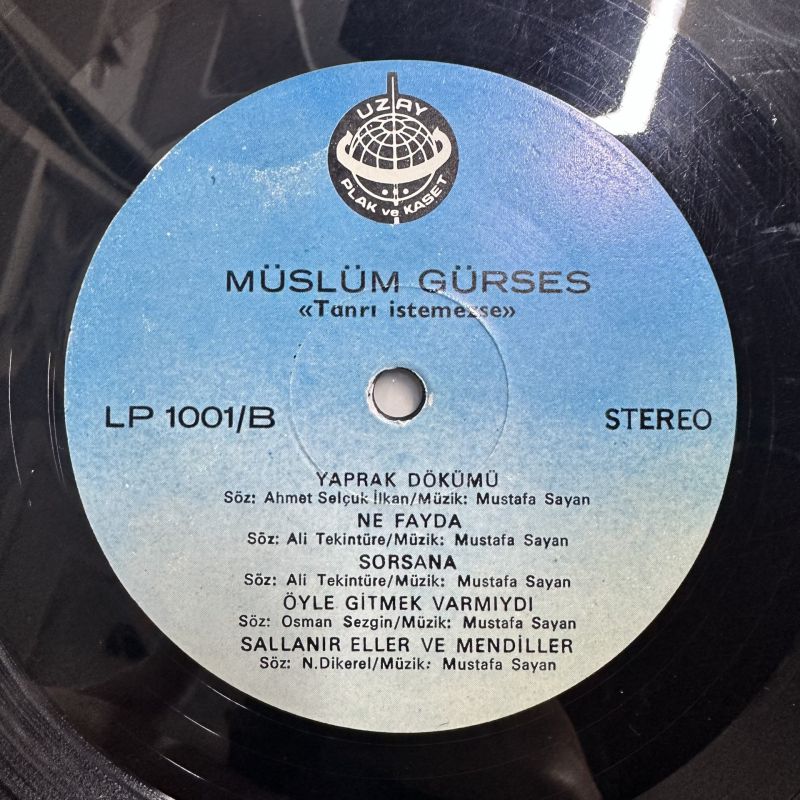 UZAY
PLAK ve KASET
MÜSLÜM GÜRSES
«Tanrı istemezse»
LP 1001/B
STEREO
YAPRAK DÖKÜMÜ
Söz: Ahmet Selçuk İlkan/Müzik: Mustafa Sayan
NE FAYDA
Söz: Ali Tekintüre/Müzik: Mustafa Sayan
SORSANA
Söz: Ali Tekintüre/Müzik: Mustafa Sayan
ÖYLE GİTMEK VARMIYDI
Söz: Osman Sezgin/Müzik: Mustafa Sayan
SALLANIR ELLER VE MENDİLLER
Söz: N.Dikerel/Müzik: Mustafa Sayan